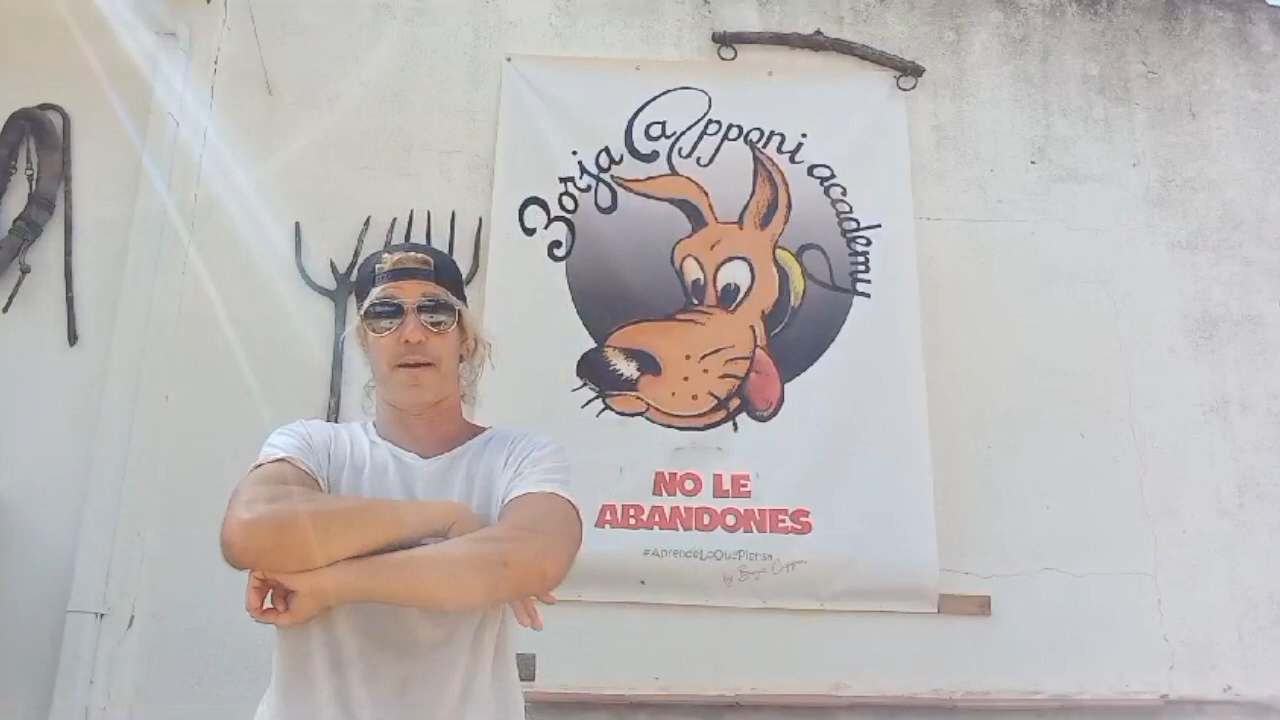 Borja Capponi academy
NO LE
ABANDONES
#AprendeLoQuePiensa
by Borja Capponi